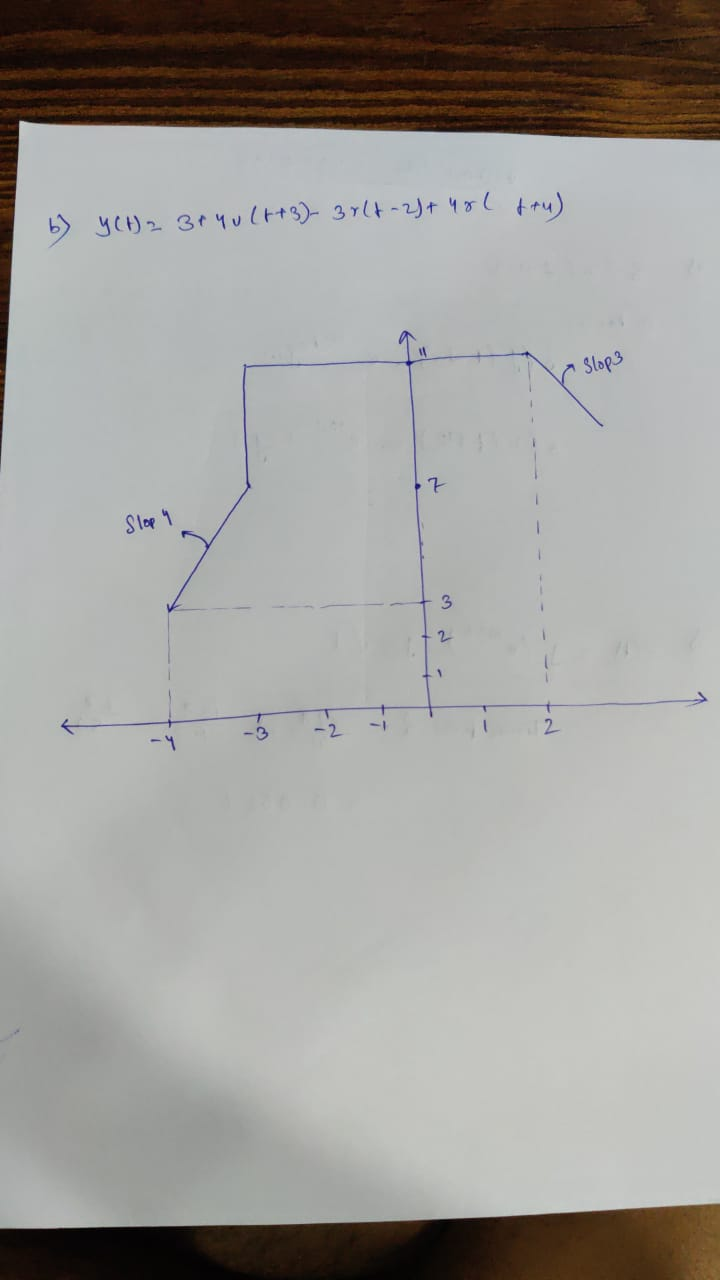 b) y(t) = 3+4u(t+3)- 3r(t-2)+ 4r( t+4)
11
Slop3
7
Slop 4
3
2
1
-4 -3 -2 -1 1 2